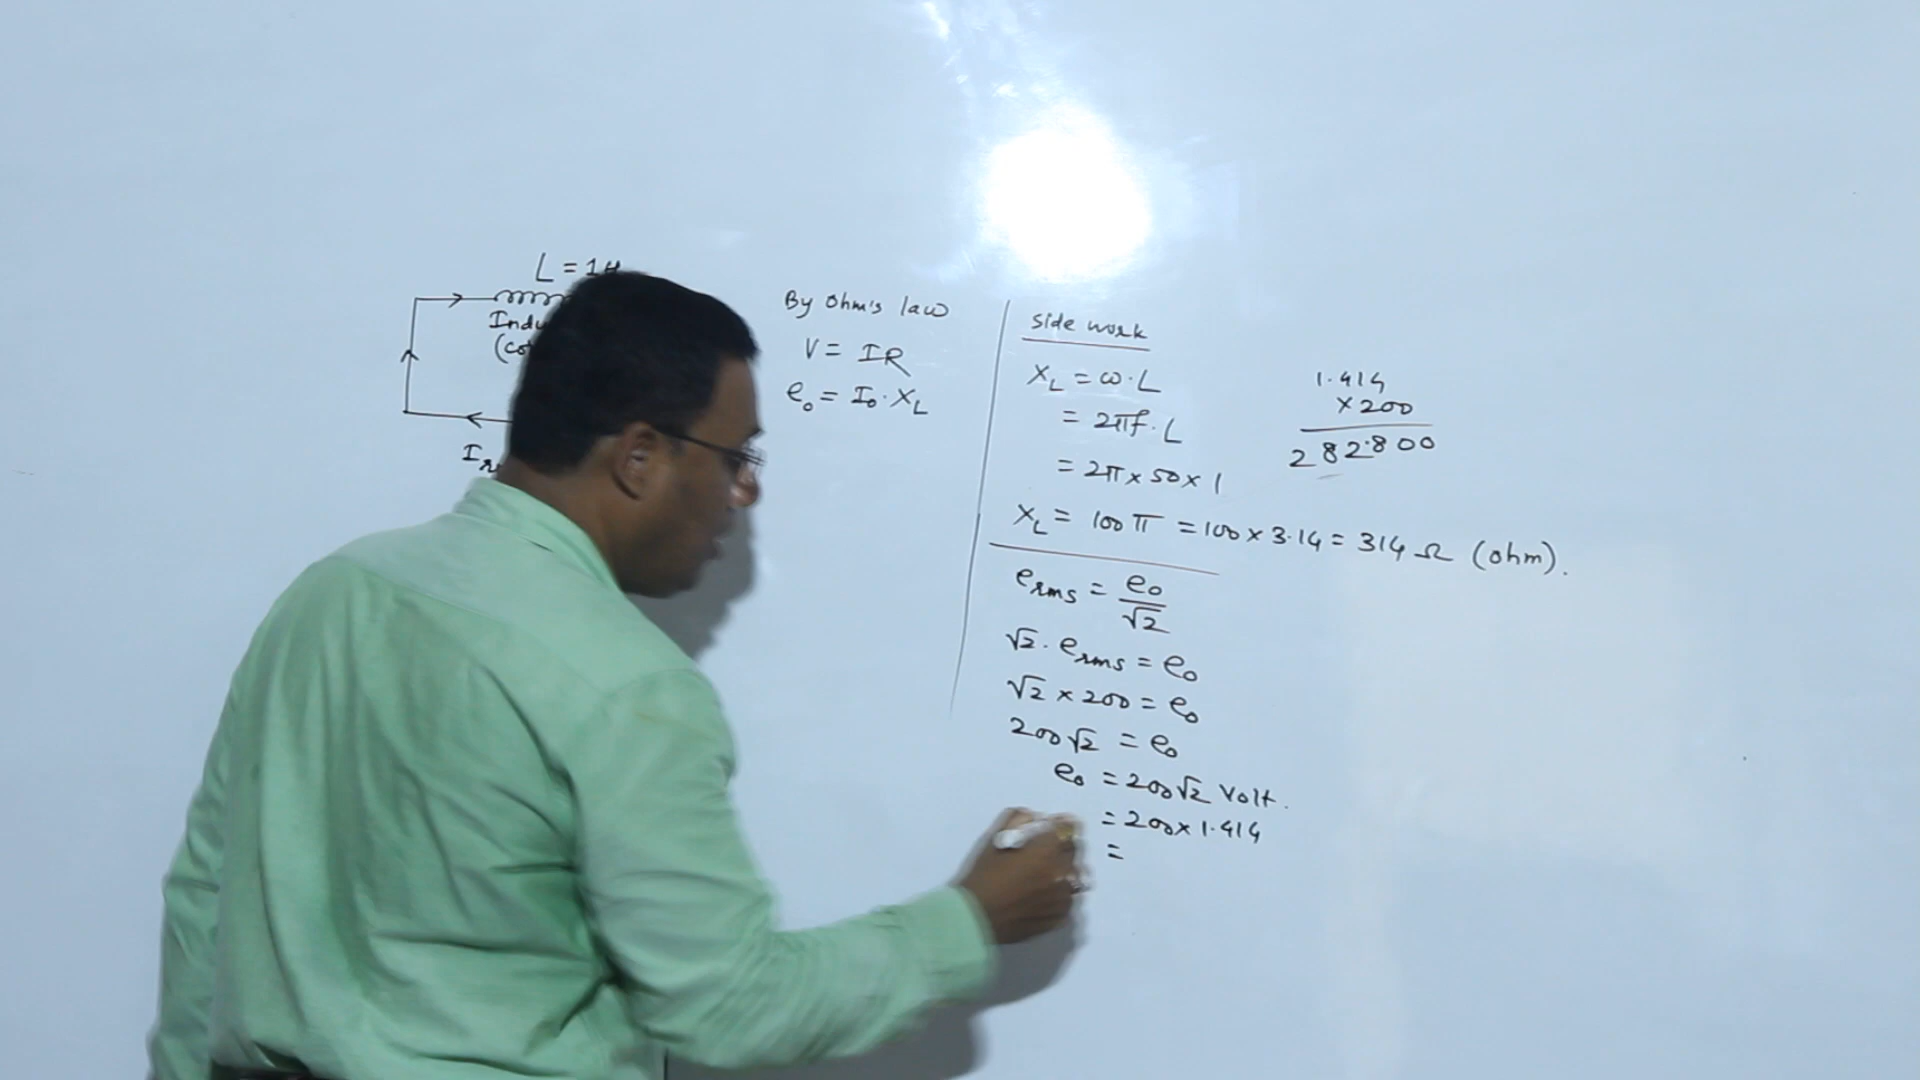 L = 1H
By Ohm's law
V = IR
e₀ = I₀·X_L
Side work
X_L = ω·L
= 2πf·L
= 2π × 50 × 1
X_L = 100π = 100 × 3.14 = 314 Ω (ohm).
e_rms = e₀/√2
√2·e_rms = e₀
√2 × 200 = e₀
200√2 = e₀
e₀ = 200√2 Volt.
= 200 × 1.414
=
1.414
×200
282.800